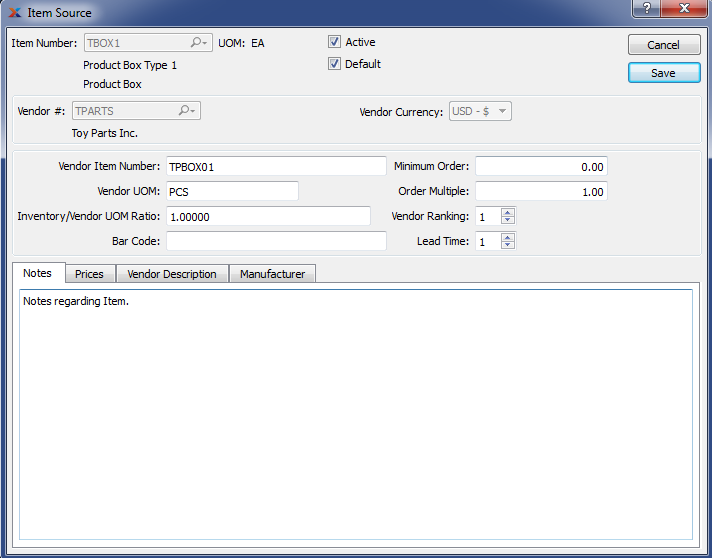 Item Source
?
X
Item Number: TBOX1 UOM: EA
Active
Cancel
Product Box Type 1
Default
Save
Product Box
Vendor #: TPARTS
Vendor Currency: USD - $
Toy Parts Inc.
Vendor Item Number: TPBOX01
Minimum Order: 0.00
Vendor UOM: PCS
Order Multiple: 1.00
Inventory/Vendor UOM Ratio: 1.00000
Vendor Ranking: 1
Bar Code:
Lead Time: 1
Notes Prices Vendor Description Manufacturer
Notes regarding Item.